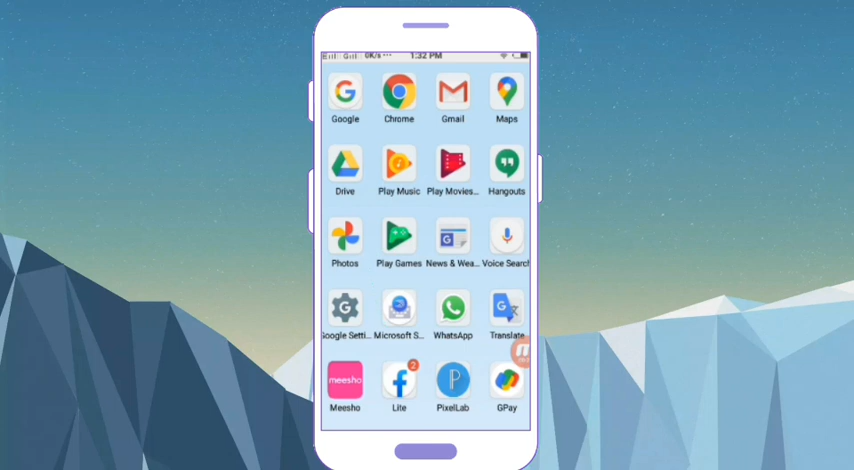 0K/s ··· 1:32 PM
Google Chrome Gmail Maps
Drive Play Music Play Movies... Hangouts
Photos Play Games News & Wea... Voice Search
Google Setti... Microsoft S... WhatsApp Translate
meesho
2
Meesho Lite PixelLab GPay